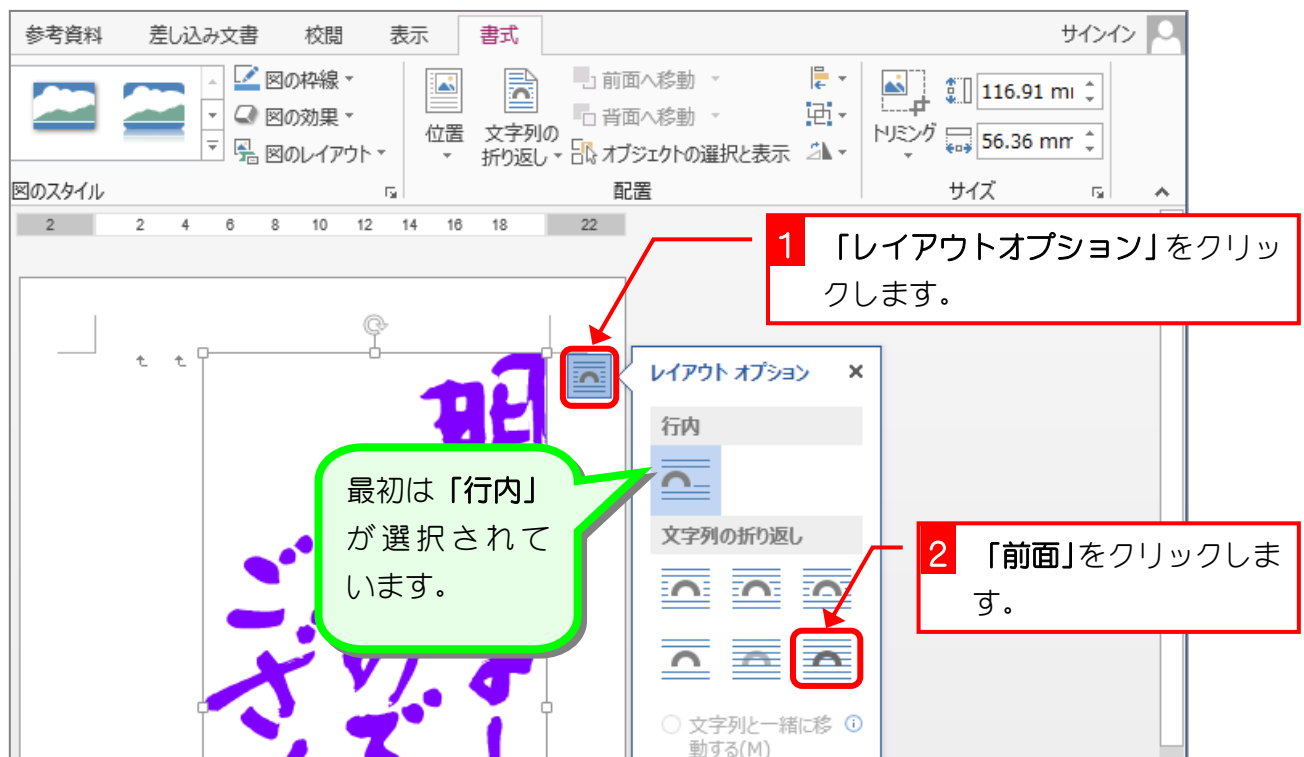 参考資料 差し込み文書 校閲 表示 書式 サインイン
図の枠線
図の効果
図のレイアウト
図のスタイル
位置
文字列の
折り返し
前面へ移動
背面へ移動
オブジェクトの選択と表示
配置
トリミング
116.91 mm
56.36 mm
サイズ
2 2 4 6 8 10 12 14 16 18 22
1 「レイアウトオプション」をクリッ
クします。
レイアウト オプション ×
行内
最初は「行内」
が選択されて
います。
文字列の折り返し
2 「前面」をクリックしま
す。
文字列と一緒に移
動する(M)